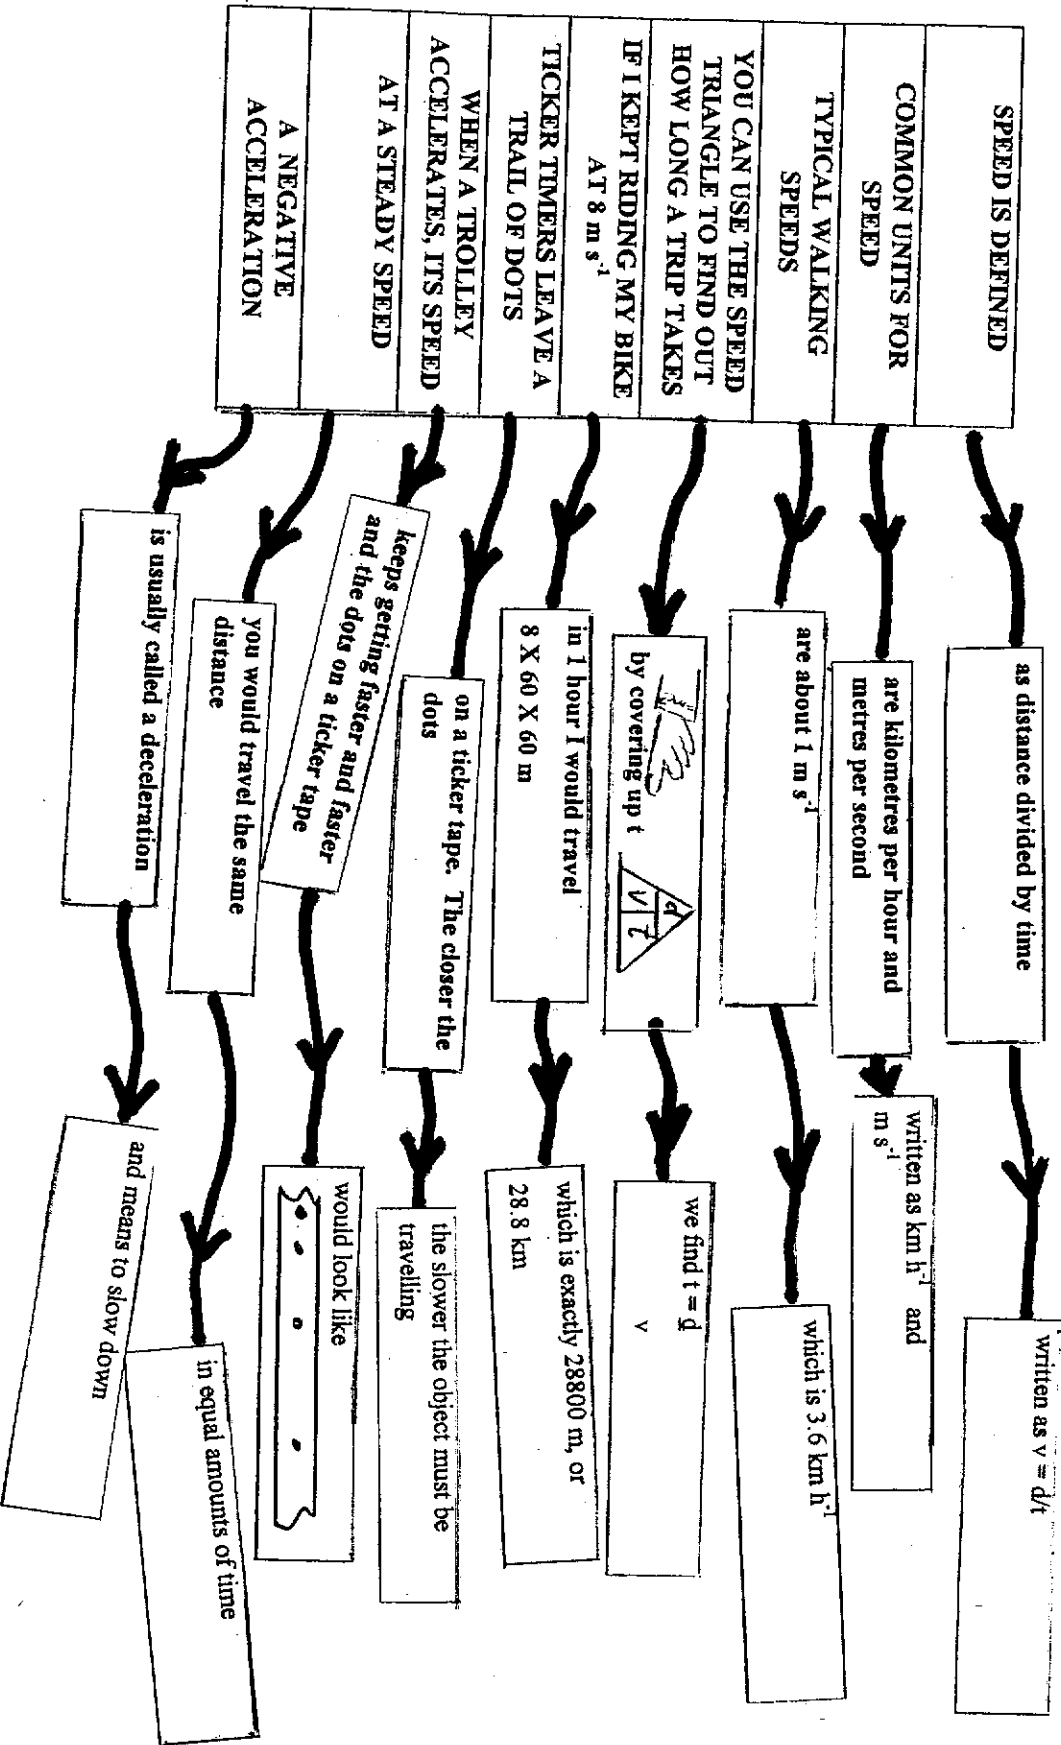 SPEED IS DEFINED
as distance divided by time
written as v = d/t
COMMON UNITS FOR
SPEED
are kilometres per hour and
metres per second
written as km h⁻¹ and
m s⁻¹
TYPICAL WALKING
SPEEDS
are about 1 m s⁻¹
which is 3.6 km h⁻¹
YOU CAN USE THE SPEED
TRIANGLE TO FIND OUT
HOW LONG A TRIP TAKES
by covering up t
d
v t
we find t = d
v
IF I KEPT RIDING MY BIKE
AT 8 m s⁻¹
in 1 hour I would travel
8 X 60 X 60 m
which is exactly 28800 m, or
28.8 km
TICKER TIMERS LEAVE A
TRAIL OF DOTS
on a ticker tape. The closer the
dots
the slower the object must be
travelling
WHEN A TROLLEY
ACCELERATES, ITS SPEED
keeps getting faster and faster
and the dots on a ticker tape
would look like
AT A STEADY SPEED
you would travel the same
distance
in equal amounts of time
A NEGATIVE
ACCELERATION
is usually called a deceleration
and means to slow down